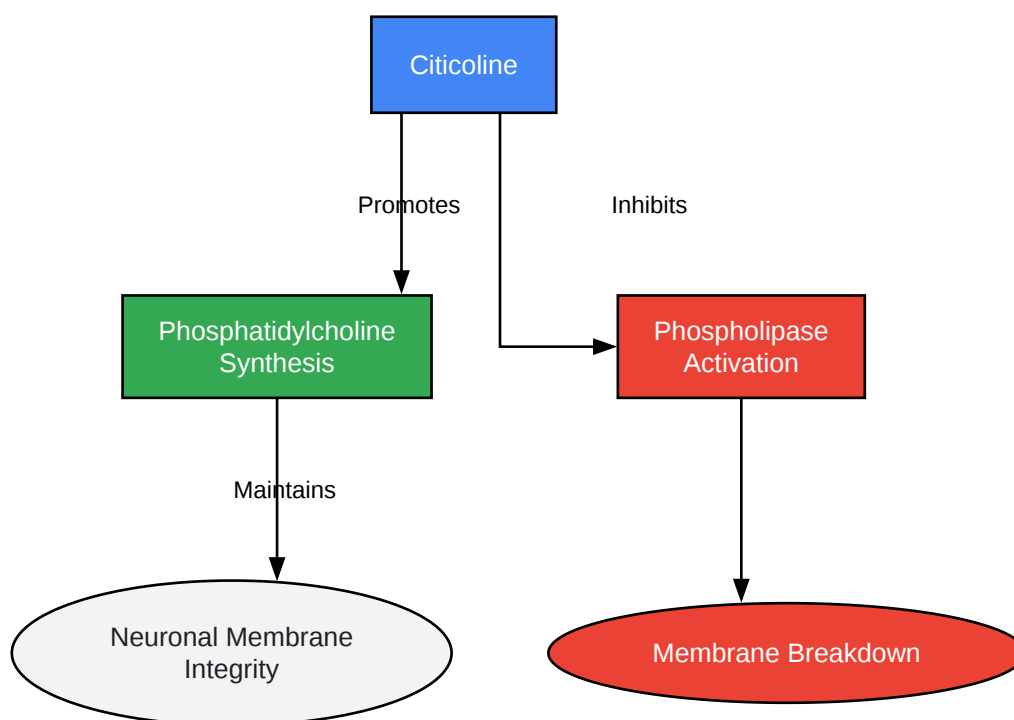 Citicoline
Promotes
Inhibits
Phosphatidylcholine
Synthesis
Phospholipase
Activation
Maintains
Neuronal Membrane
Integrity
Membrane Breakdown